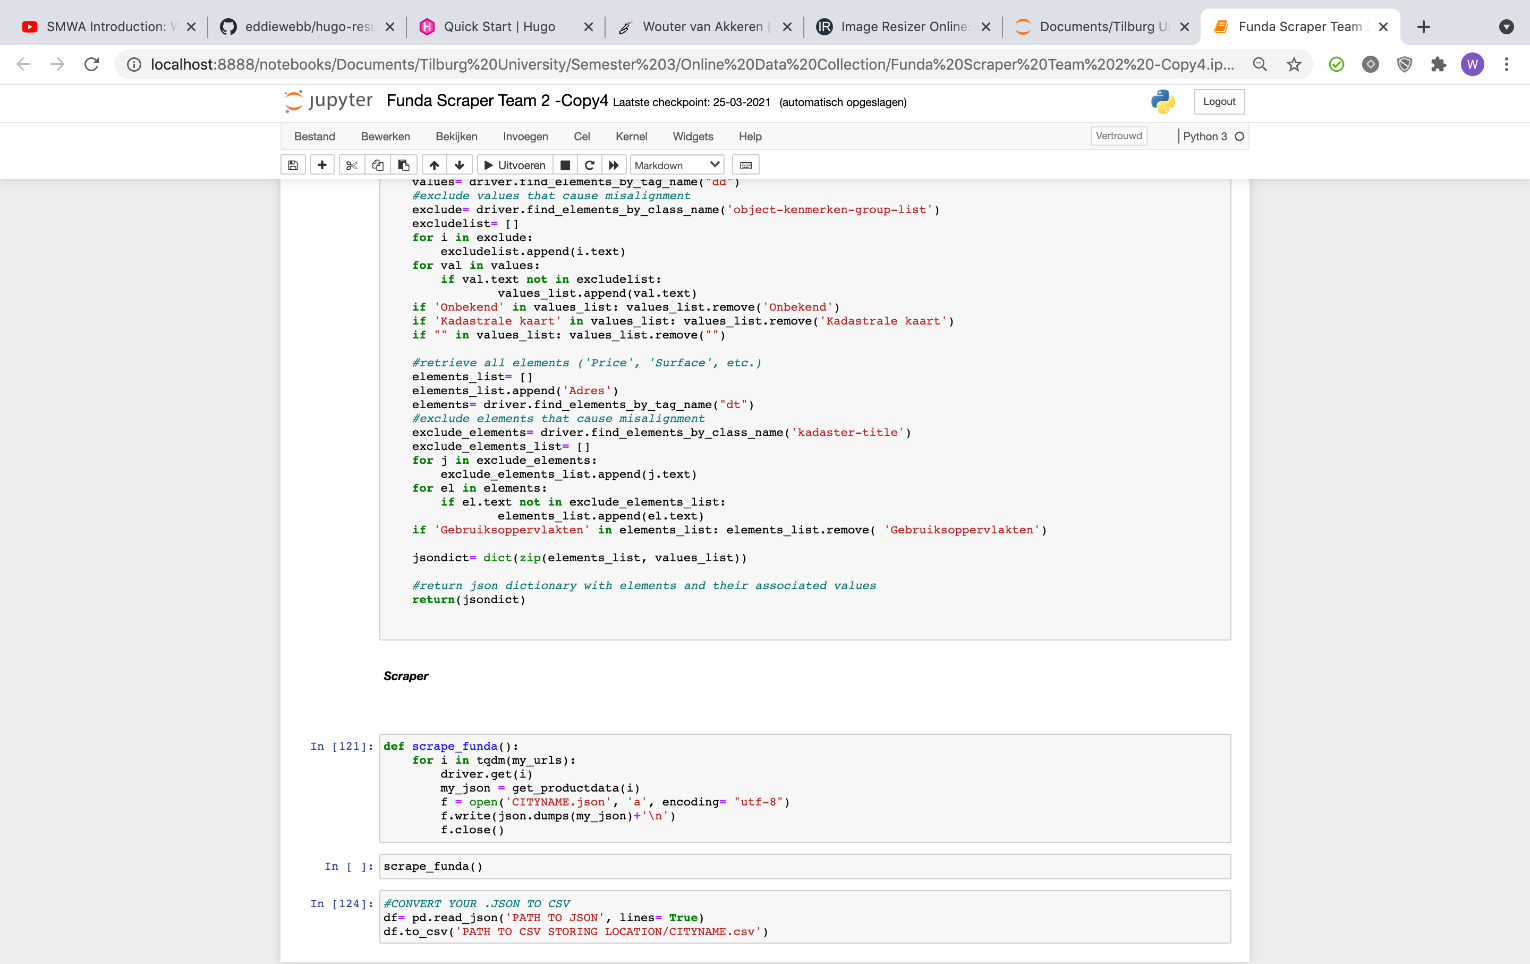 SMWA Introduction: W
eddiewebb/hugo-resu
Quick Start | Hugo
Wouter van Akkeren |
IR Image Resizer Online:
Documents/Tilburg U
Funda Scraper Team
localhost:8888/notebooks/Documents/Tilburg%20University/Semester%203/Online%20Data%20Collection/Funda%20Scraper%20Team%202%20-Copy4.ip... W
jupyter Funda Scraper Team 2 -Copy4 Laatste checkpoint: 25-03-2021 (automatisch opgeslagen) Logout
Bestand Bewerken Bekijken Invoegen Cel Kernel Widgets Help Vertrouwd Python 3
Uitvoeren Markdown
values= driver.find_elements_by_tag_name("dd")
#exclude values that cause misalignment
exclude= driver.find_elements_by_class_name('object-kenmerken-group-list')
excludelist= []
for i in exclude:
excludelist.append(i.text)
for val in values:
if val.text not in excludelist:
values_list.append(val.text)
if 'Onbekend' in values_list: values_list.remove('Onbekend')
if 'Kadastrale kaart' in values_list: values_list.remove('Kadastrale kaart')
if "" in values_list: values_list.remove("")
#retrieve all elements ('Price', 'Surface', etc.)
elements_list= []
elements_list.append('Adres')
elements= driver.find_elements_by_tag_name("dt")
#exclude elements that cause misalignment
exclude_elements= driver.find_elements_by_class_name('kadaster-title')
exclude_elements_list= []
for j in exclude_elements:
exclude_elements_list.append(j.text)
for el in elements:
if el.text not in exclude_elements_list:
elements_list.append(el.text)
if 'Gebruiksoppervlakten' in elements_list: elements_list.remove( 'Gebruiksoppervlakten')
jsondict= dict(zip(elements_list, values_list))
#return json dictionary with elements and their associated values
return(jsondict)
Scraper
In [121]: def scrape_funda():
for i in tqdm(my_urls):
driver.get(i)
my_json = get_productdata(i)
f = open('CITYNAME.json', 'a', encoding= "utf-8")
f.write(json.dumps(my_json)+'\n')
f.close()
In [ ]: scrape_funda()
In [124]: #CONVERT YOUR .JSON TO CSV
df= pd.read_json('PATH TO JSON', lines= True)
df.to_csv('PATH TO CSV STORING LOCATION/CITYNAME.csv')